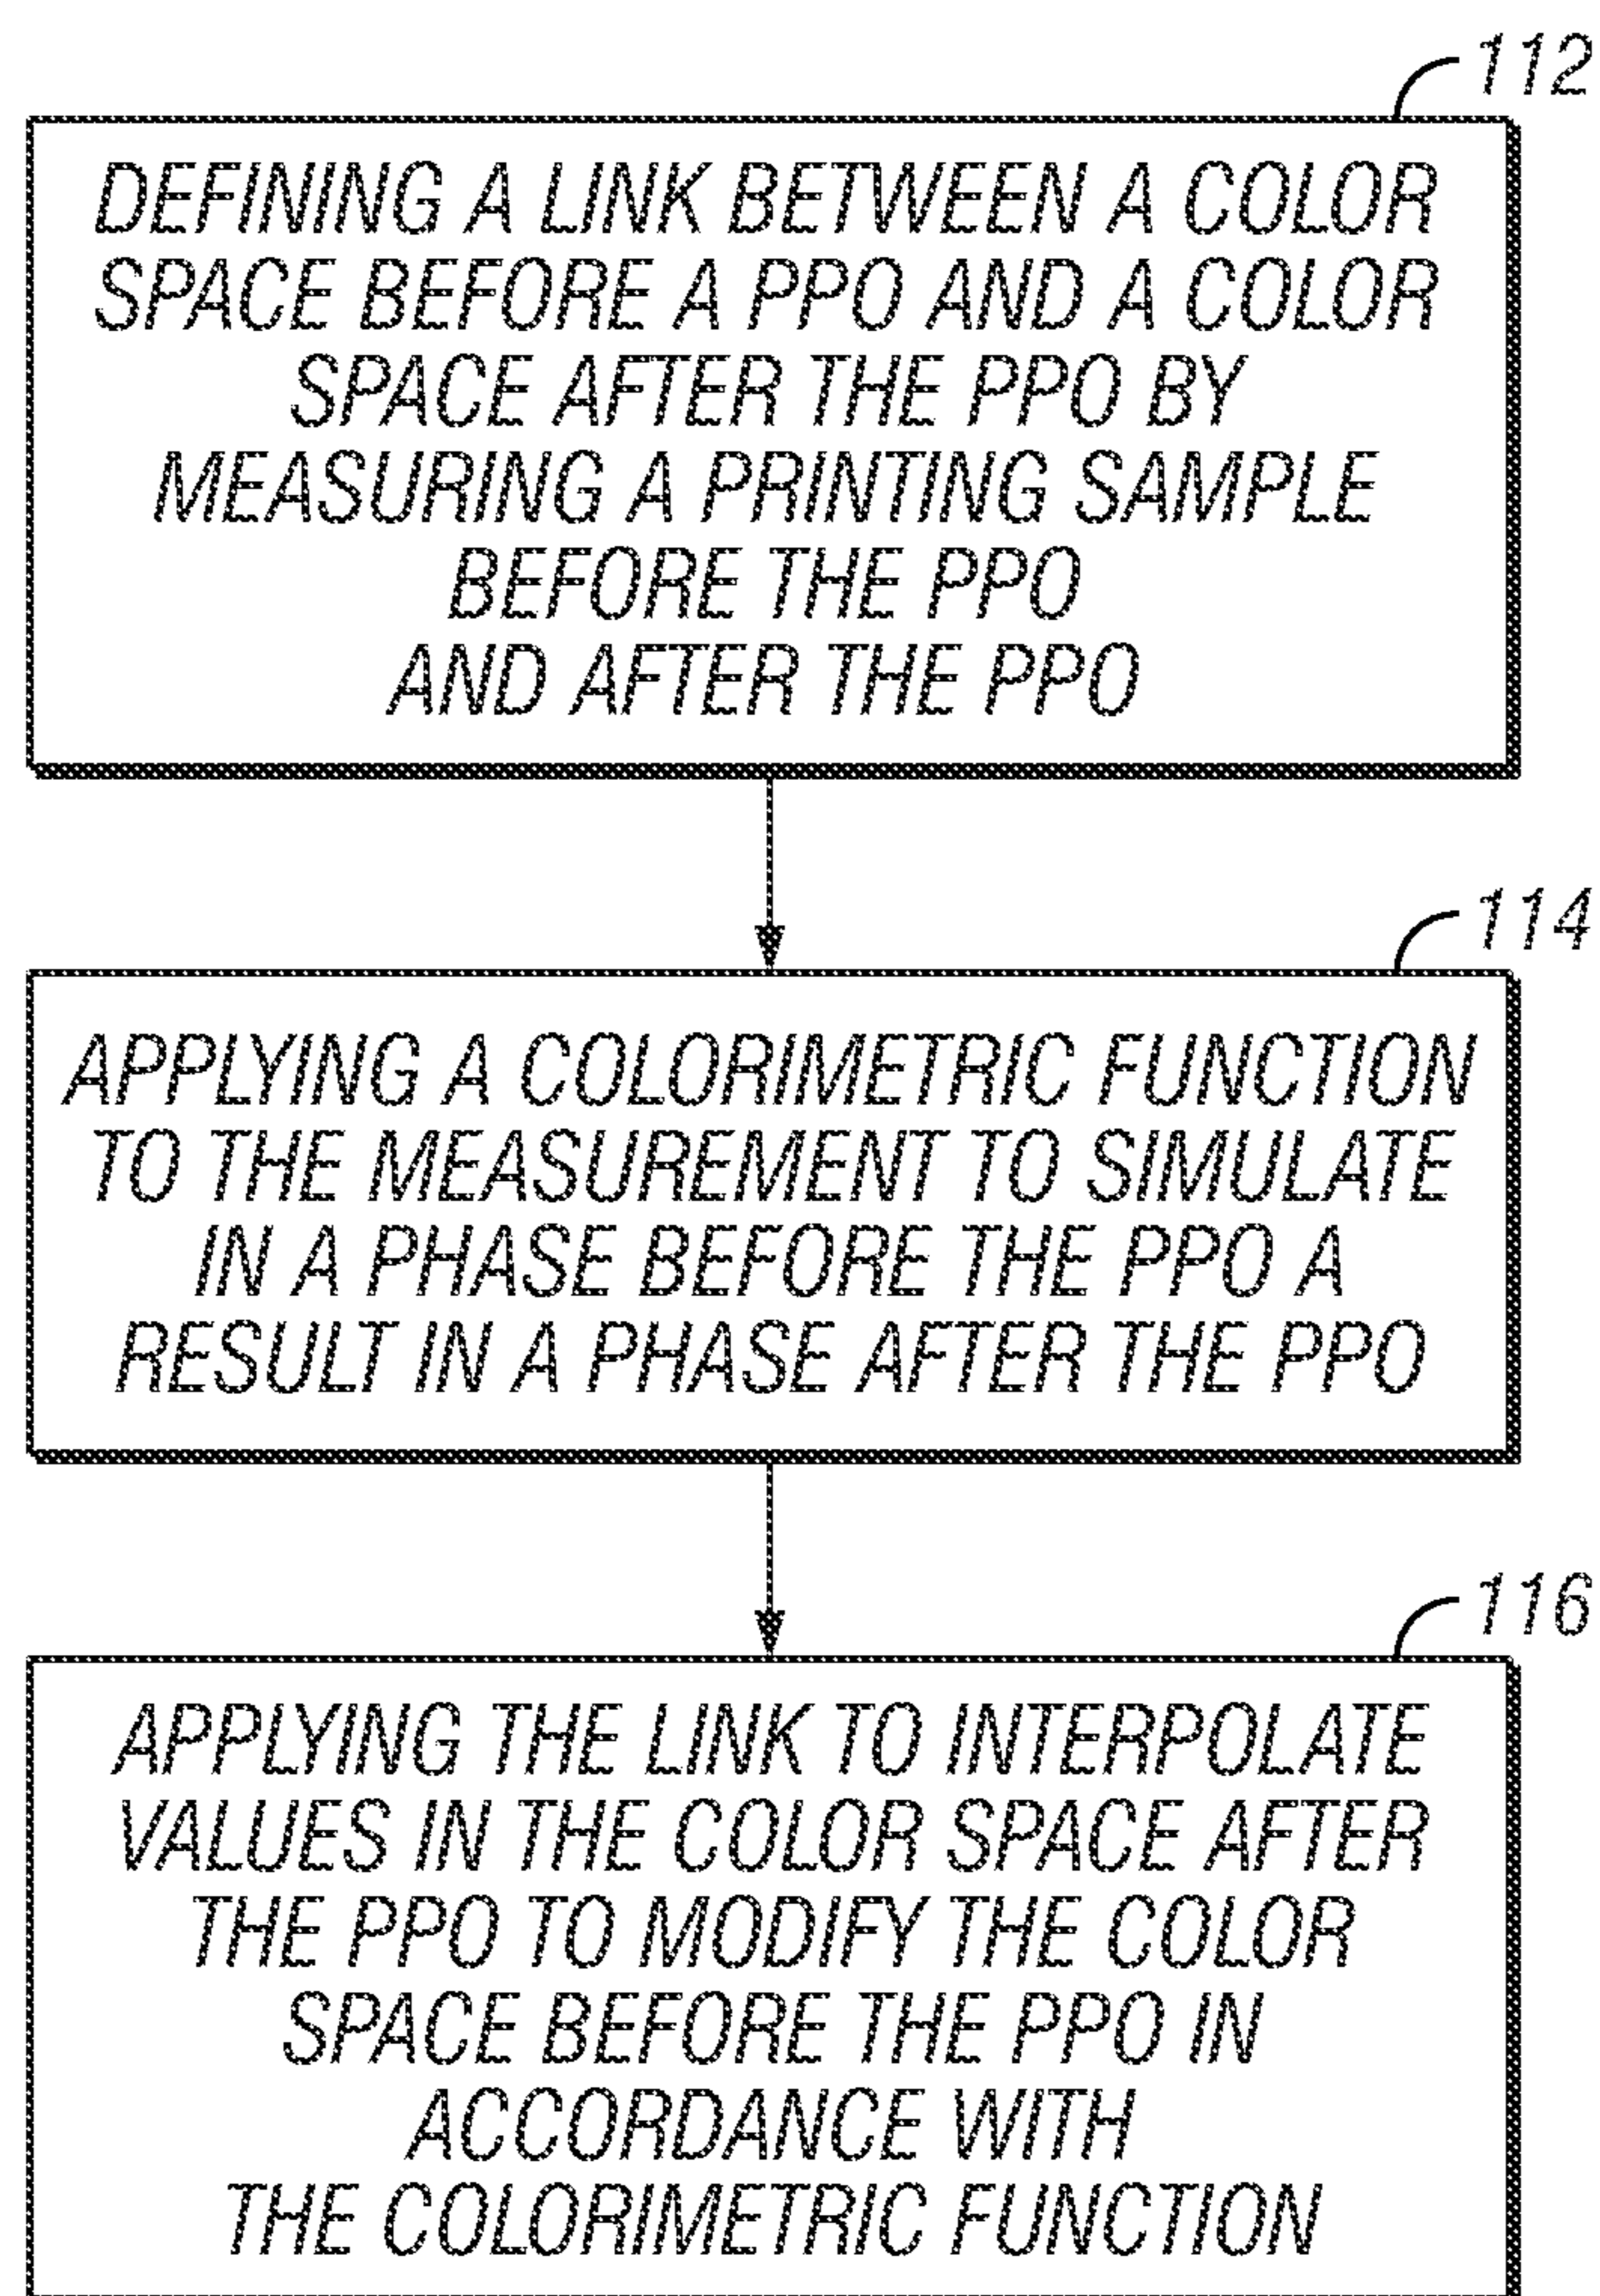 112
DEFINING A LINK BETWEEN A COLOR
SPACE BEFORE A PPO AND A COLOR
SPACE AFTER THE PPO BY
MEASURING A PRINTING SAMPLE
BEFORE THE PPO
AND AFTER THE PPO
114
APPLYING A COLORIMETRIC FUNCTION
TO THE MEASUREMENT TO SIMULATE
IN A PHASE BEFORE THE PPO A
RESULT IN A PHASE AFTER THE PPO
116
APPLYING THE LINK TO INTERPOLATE
VALUES IN THE COLOR SPACE AFTER
THE PPO TO MODIFY THE COLOR
SPACE BEFORE THE PPO IN
ACCORDANCE WITH
THE COLORIMETRIC FUNCTION